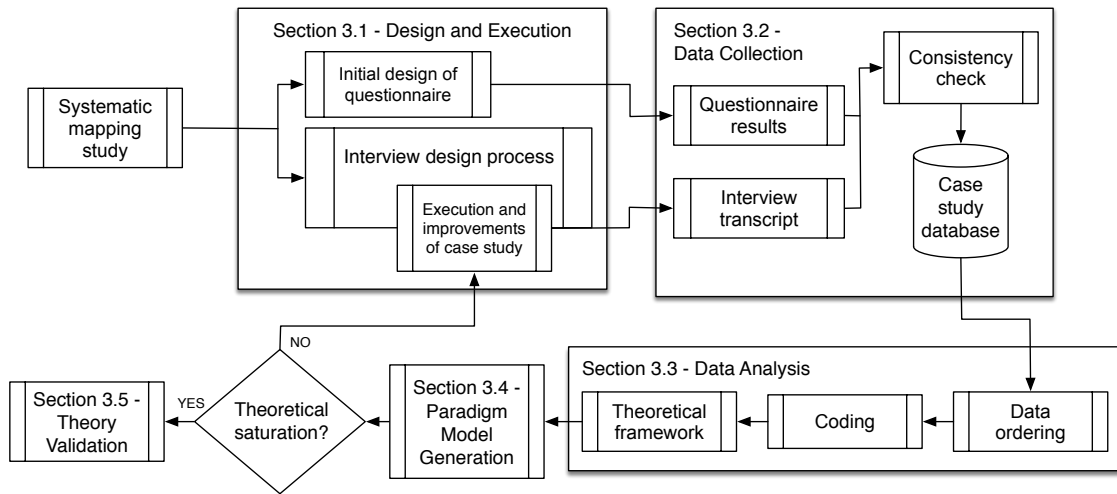 Section 3.1 - Design and Execution
Initial design of
questionnaire
Systematic
mapping
study
Interview design process
Execution and
improvements
of case study
Section 3.2 -
Data Collection
Consistency
check
Questionnaire
results
Interview
transcript
Case
study
database
NO
YES
Section 3.5 -
Theory
Validation
Theoretical
saturation?
Section 3.4 -
Paradigm
Model
Generation
Section 3.3 - Data Analysis
Theoretical
framework
Coding
Data
ordering